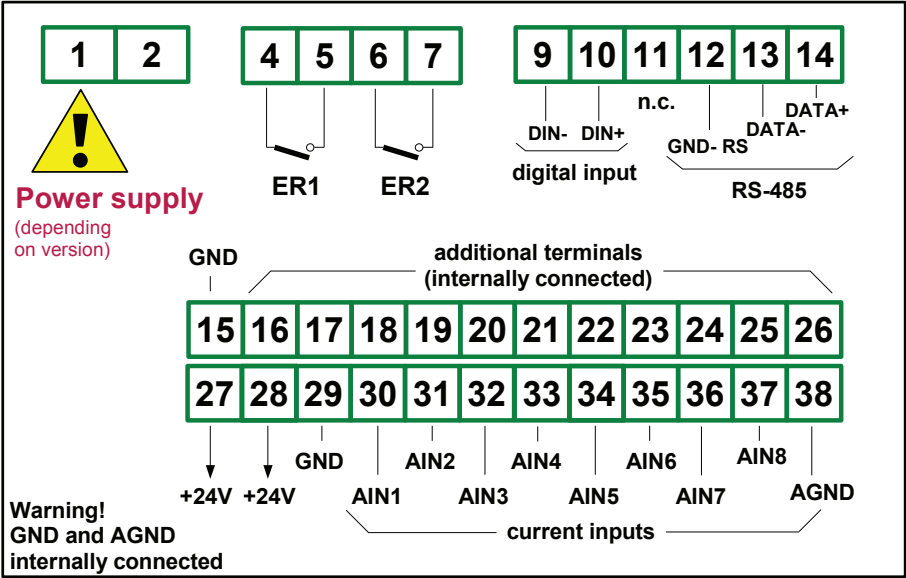 1 2 4 5 6 7 9 10 11 12 13 14
n.c.
DIN- DIN+
GND- RS
DATA-
DATA+
digital input
RS-485
ER1
ER2
!
Power supply
(depending
on version)
GND
additional terminals
(internally connected)
15 16 17 18 19 20 21 22 23 24 25 26
27 28 29 30 31 32 33 34 35 36 37 38
GND AIN2 AIN4 AIN6 AIN8
+24V +24V AIN1 AIN3 AIN5 AIN7 AGND
current inputs
Warning!
GND and AGND
internally connected